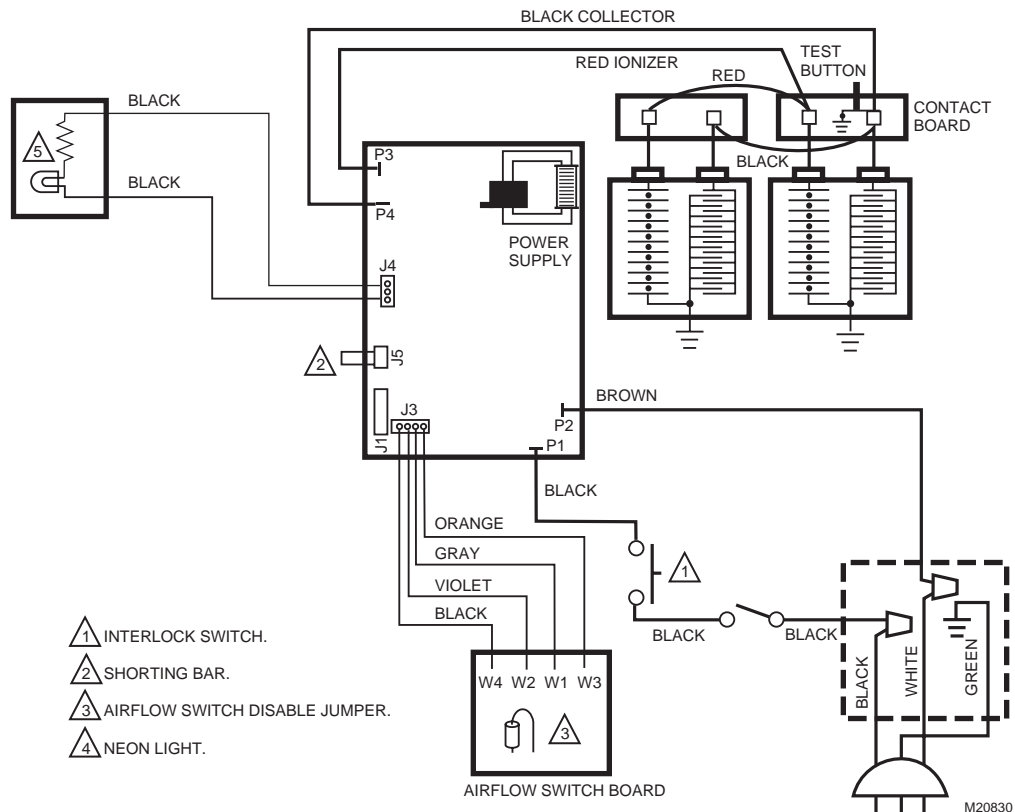 BLACK COLLECTOR
RED IONIZER
RED
TEST
BUTTON
CONTACT
BOARD
BLACK
BLACK
5
BLACK
P3
P4
POWER
SUPPLY
J4
2
J5
J3
J1
P2
P1
BROWN
BLACK
ORANGE
GRAY
VIOLET
BLACK
1
BLACK
BLACK
BLACK
WHITE
GREEN
W4 W2 W1 W3
3
AIRFLOW SWITCH BOARD
1 INTERLOCK SWITCH.
2 SHORTING BAR.
3 AIRFLOW SWITCH DISABLE JUMPER.
4 NEON LIGHT.
M20830